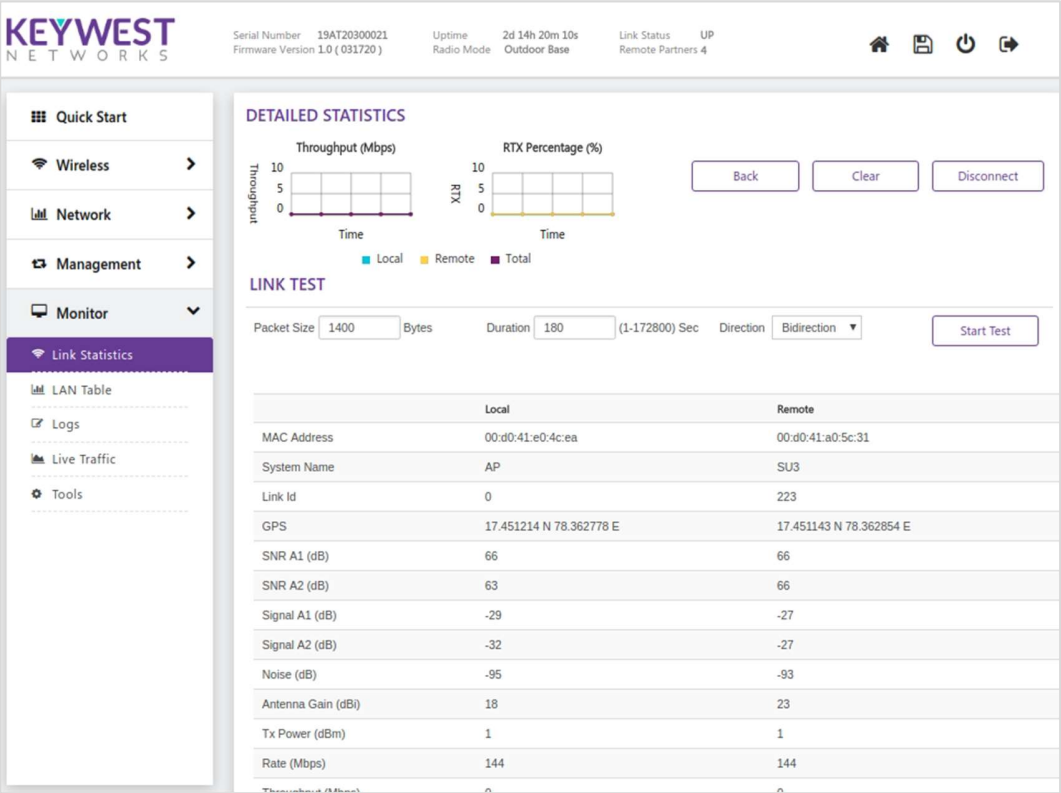 KEYWEST
NETWORKS
Serial Number 19AT20300021
Firmware Version 1.0 ( 031720 )
Uptime 2d 14h 20m 10s
Radio Mode Outdoor Base
Link Status UP
Remote Partners 4
Quick Start
Wireless
Network
Management
Monitor
Link Statistics
LAN Table
Logs
Live Traffic
Tools
DETAILED STATISTICS
Throughput (Mbps)
Throughput
10
5
0
Time
RTX Percentage (%)
RTX
10
5
0
Time
Local Remote Total
Back Clear Disconnect
LINK TEST
Packet Size 1400 Bytes Duration 180 (1-172800) Sec Direction Bidirection Start Test
Local Remote
MAC Address 00:d0:41:e0:4c:ea 00:d0:41:a0:5c:31
System Name AP SU3
Link Id 0 223
GPS 17.451214 N 78.362778 E 17.451143 N 78.362854 E
SNR A1 (dB) 66 66
SNR A2 (dB) 63 66
Signal A1 (dB) -29 -27
Signal A2 (dB) -32 -27
Noise (dB) -95 -93
Antenna Gain (dBi) 18 23
Tx Power (dBm) 1 1
Rate (Mbps) 144 144
Throughput (Mbps) 0 0